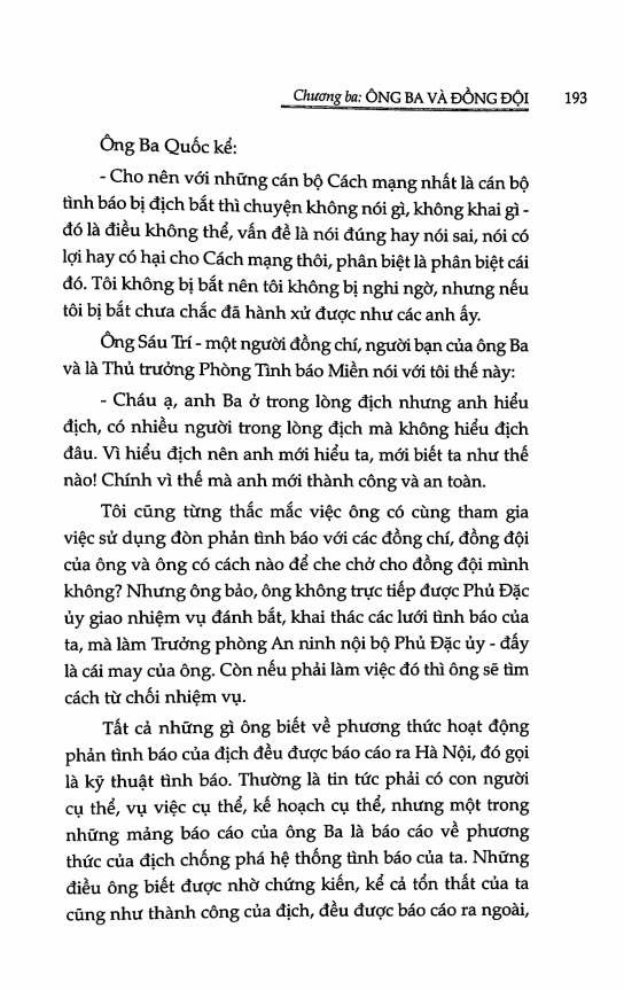 Chương ba: ÔNG BA VÀ ĐỒNG ĐỘI 193
Ông Ba Quốc kể:
- Cho nên với những cán bộ Cách mạng nhất là cán bộ
tình báo bị địch bắt thì chuyện không nói gì, không khai gì -
đó là điều không thể, vấn đề là nói đúng hay nói sai, nói có
lợi hay có hại cho Cách mạng thôi, phân biệt là phân biệt cái
đó. Tôi không bị bắt nên tôi không bị nghi ngờ, nhưng nếu
tôi bị bắt chưa chắc đã hành xử được như các anh ấy.
Ông Sáu Trí - một người đồng chí, người bạn của ông Ba
và là Thủ trưởng Phòng Tình báo Miền nói với tôi thế này:
- Cháu ạ, anh Ba ở trong lòng địch nhưng anh hiểu
địch, có nhiều người trong lòng địch mà không hiểu địch
đâu. Vì hiểu địch nên anh mới hiểu ta, mới biết ta như thế
nào! Chính vì thế mà anh mới thành công và an toàn.
Tôi cũng từng thắc mắc việc ông có cùng tham gia
việc sử dụng đòn phản tình báo với các đồng chí, đồng đội
của ông và ông có cách nào để che chở cho đồng đội mình
không? Nhưng ông bảo, ông không trực tiếp được Phủ Đặc
ủy giao nhiệm vụ đánh bắt, khai thác các lưới tình báo của
ta, mà làm Trưởng phòng An ninh nội bộ Phủ Đặc ủy - đấy
là cái may của ông. Còn nếu phải làm việc đó thì ông sẽ tìm
cách từ chối nhiệm vụ.
Tất cả những gì ông biết về phương thức hoạt động
phản tình báo của địch đều được báo cáo ra Hà Nội, đó gọi
là kỹ thuật tình báo. Thường là tin tức phải có con người
cụ thể, vụ việc cụ thể, kế hoạch cụ thể, nhưng một trong
những mảng báo cáo của ông Ba là báo cáo về phương
thức của địch chống phá hệ thống tình báo của ta. Những
điều ông biết được nhờ chứng kiến, kể cả tổn thất của ta
cũng như thành công của địch, đều được báo cáo ra ngoài,